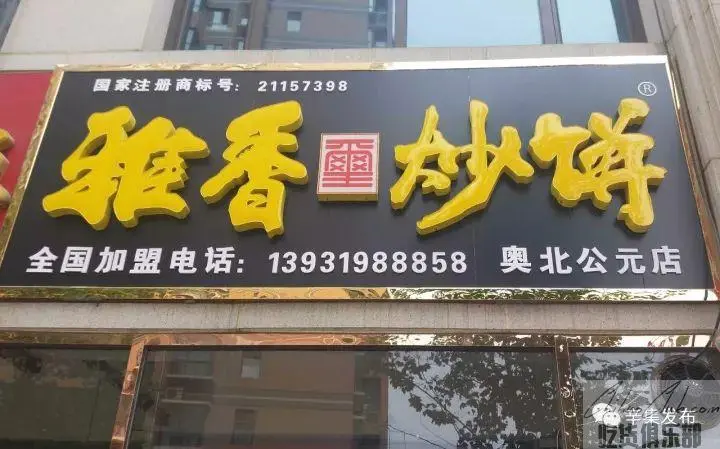 国家注册商标号：21157398
®
雅香炒饼
全国加盟电话：13931988858 奥北公元店
辛集发布
吃货俱乐部